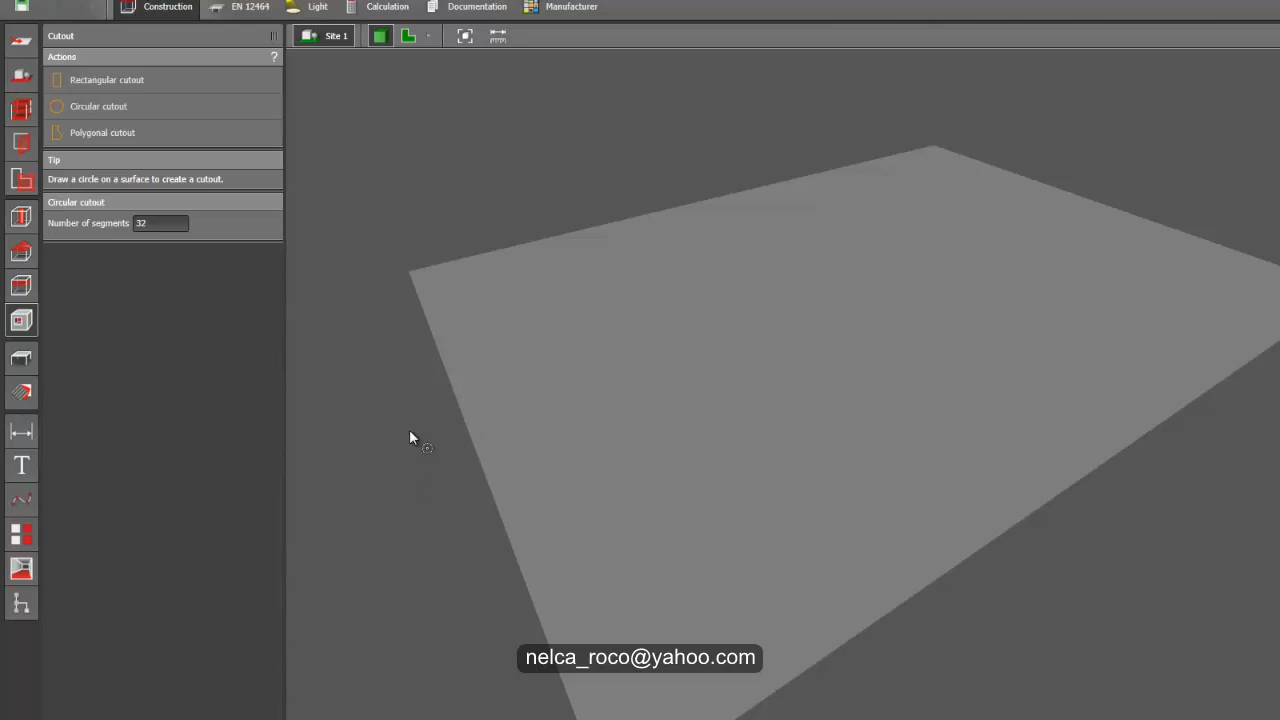 Construction
EN 12464
Light
Calculation
Documentation
Manufacturer
Cutout
Site 1
Actions
?
Rectangular cutout
Circular cutout
Polygonal cutout
Tip
Draw a circle on a surface to create a cutout.
Circular cutout
Number of segments 32
T
nelca_roco@yahoo.com